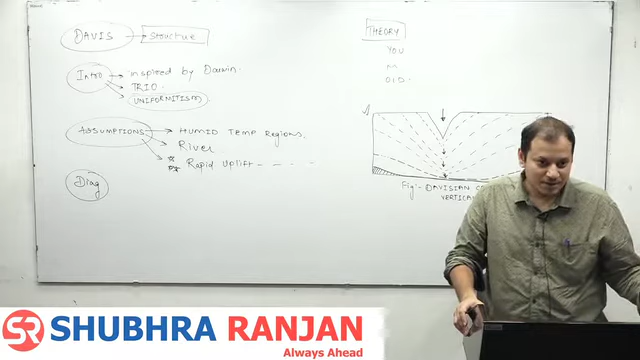 DAVIS → Structure
Intro → inspired by Darwin.
→ TRIO.
→ UNIFORMITISM
ASSUMPTIONS → HUMID TEMP REGIONS.
→ River
→ Rapid Uplift - - - -
Diag
THEORY
YOU
M
OLD.
Fig:- DAVISIAN
VERTICA
SR SHUBHRA RANJAN
Always Ahead